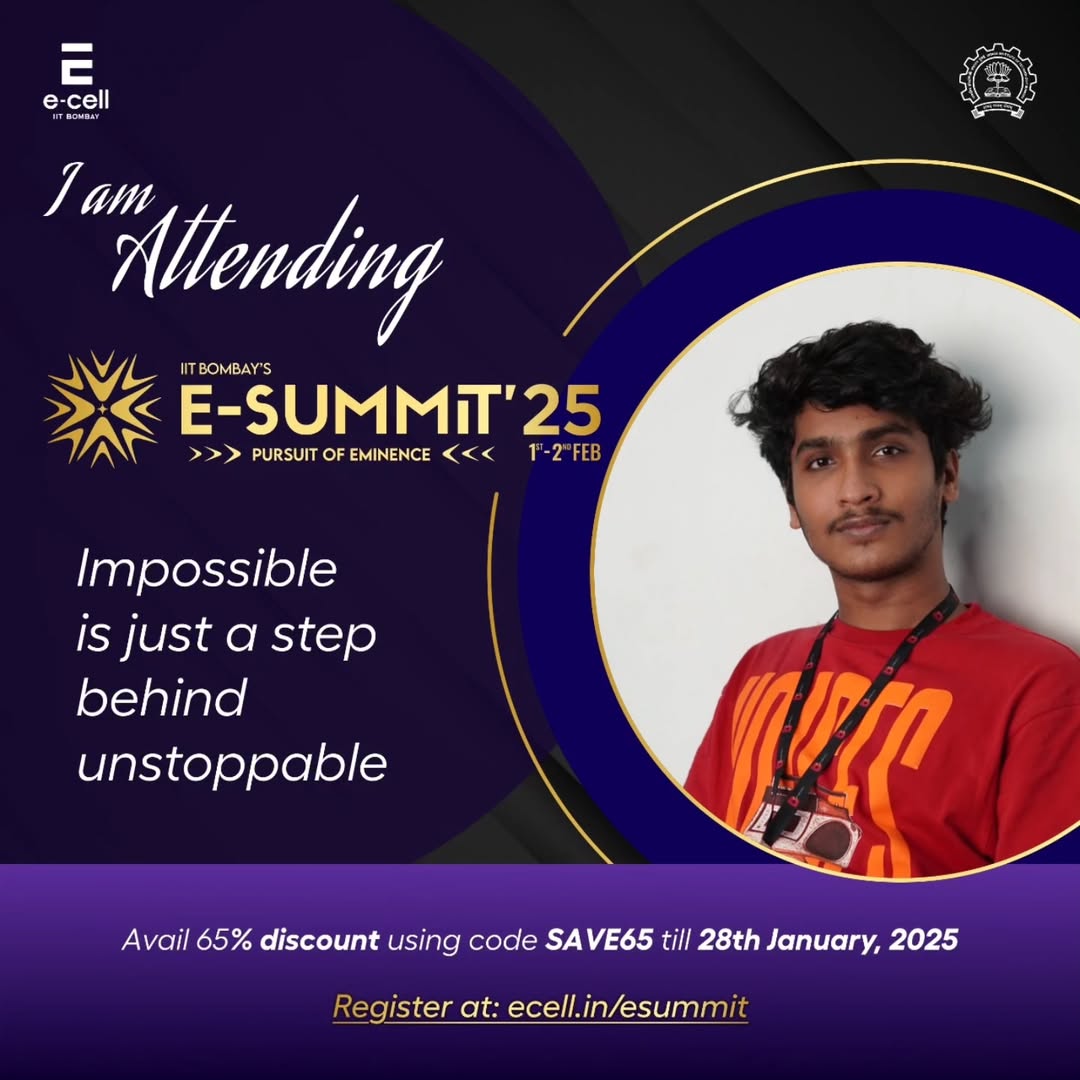 e-cell
IIT BOMBAY
I am
Attending
IIT BOMBAY'S
E-SUMMIT'25
>>> PURSUIT OF EMINENCE <<<
1ST-2ND FEB
Impossible
is just a step
behind
unstoppable
Avail 65% discount using code SAVE65 till 28th January, 2025
Register at: ecell.in/esummit